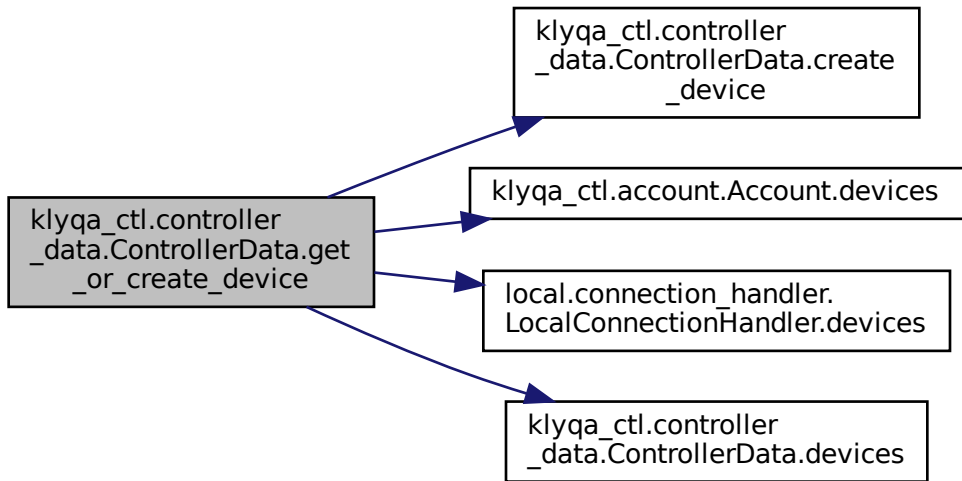 klyqa_ctl.controller
_data.ControllerData.create
_device
klyqa_ctl.account.Account.devices
klyqa_ctl.controller
_data.ControllerData.get
_or_create_device
local.connection_handler.
LocalConnectionHandler.devices
klyqa_ctl.controller
_data.ControllerData.devices